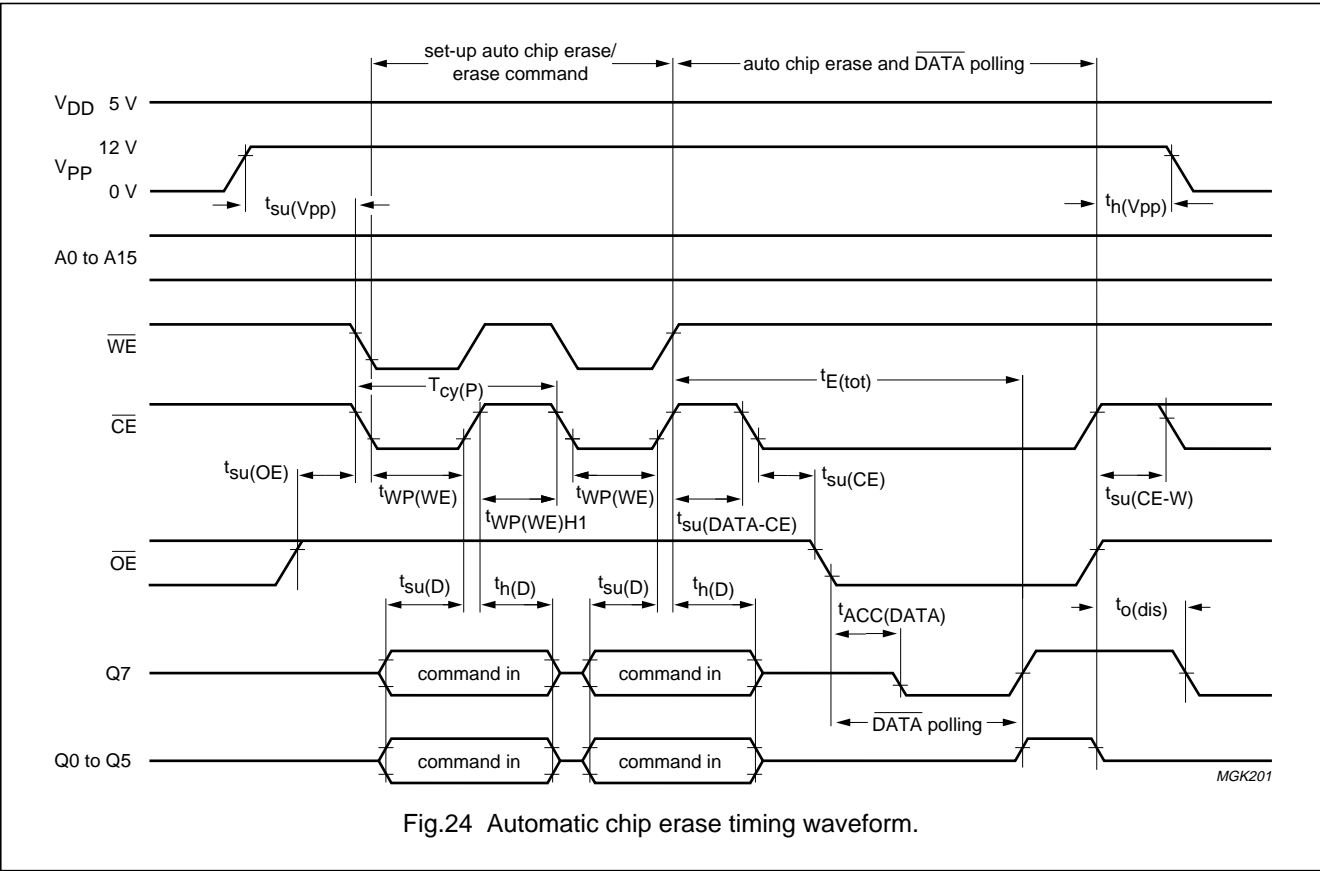 set-up auto chip erase/
erase command
auto chip erase and DATA polling
VDD 5 V
12 V
VPP
0 V
tsu(Vpp)
th(Vpp)
A0 to A15
WE
Tcy(P)
tE(tot)
CE
tsu(OE)
tWP(WE)
tWP(WE)
tsu(CE)
tsu(CE-W)
tWP(WE)H1
tsu(DATA-CE)
OE
tsu(D)
th(D)
tsu(D)
th(D)
tACC(DATA)
to(dis)
Q7
command in
command in
DATA polling
Q0 to Q5
command in
command in
MGK201
Fig.24 Automatic chip erase timing waveform.